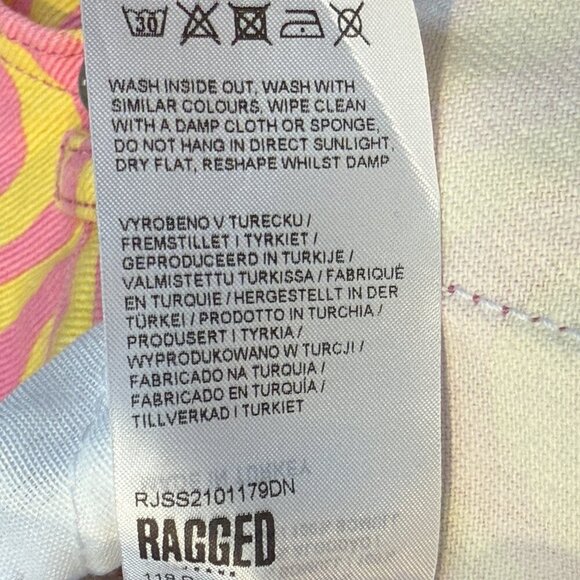 30
WASH INSIDE OUT, WASH WITH
SIMILAR COLOURS, WIPE CLEAN
WITH A DAMP CLOTH OR SPONGE,
DO NOT HANG IN DIRECT SUNLIGHT,
DRY FLAT, RESHAPE WHILST DAMP
VYROBENO V TURECKU /
FREMSTILLET I TYRKIET /
GEPRODUCEERD IN TURKIJE /
VALMISTETTU TURKISSA / FABRIQUÉ
EN TURQUIE / HERGESTELLT IN DER
TÜRKEI / PRODOTTO IN TURCHIA /
PRODUSERT I TYRKIA /
WYPRODUKOWANO W TURCJI /
FABRICADO NA TURQUIA /
FABRICADO EN TURQUÍA /
TILLVERKAD I TURKIET
RJSS2101179DN
RAGGED